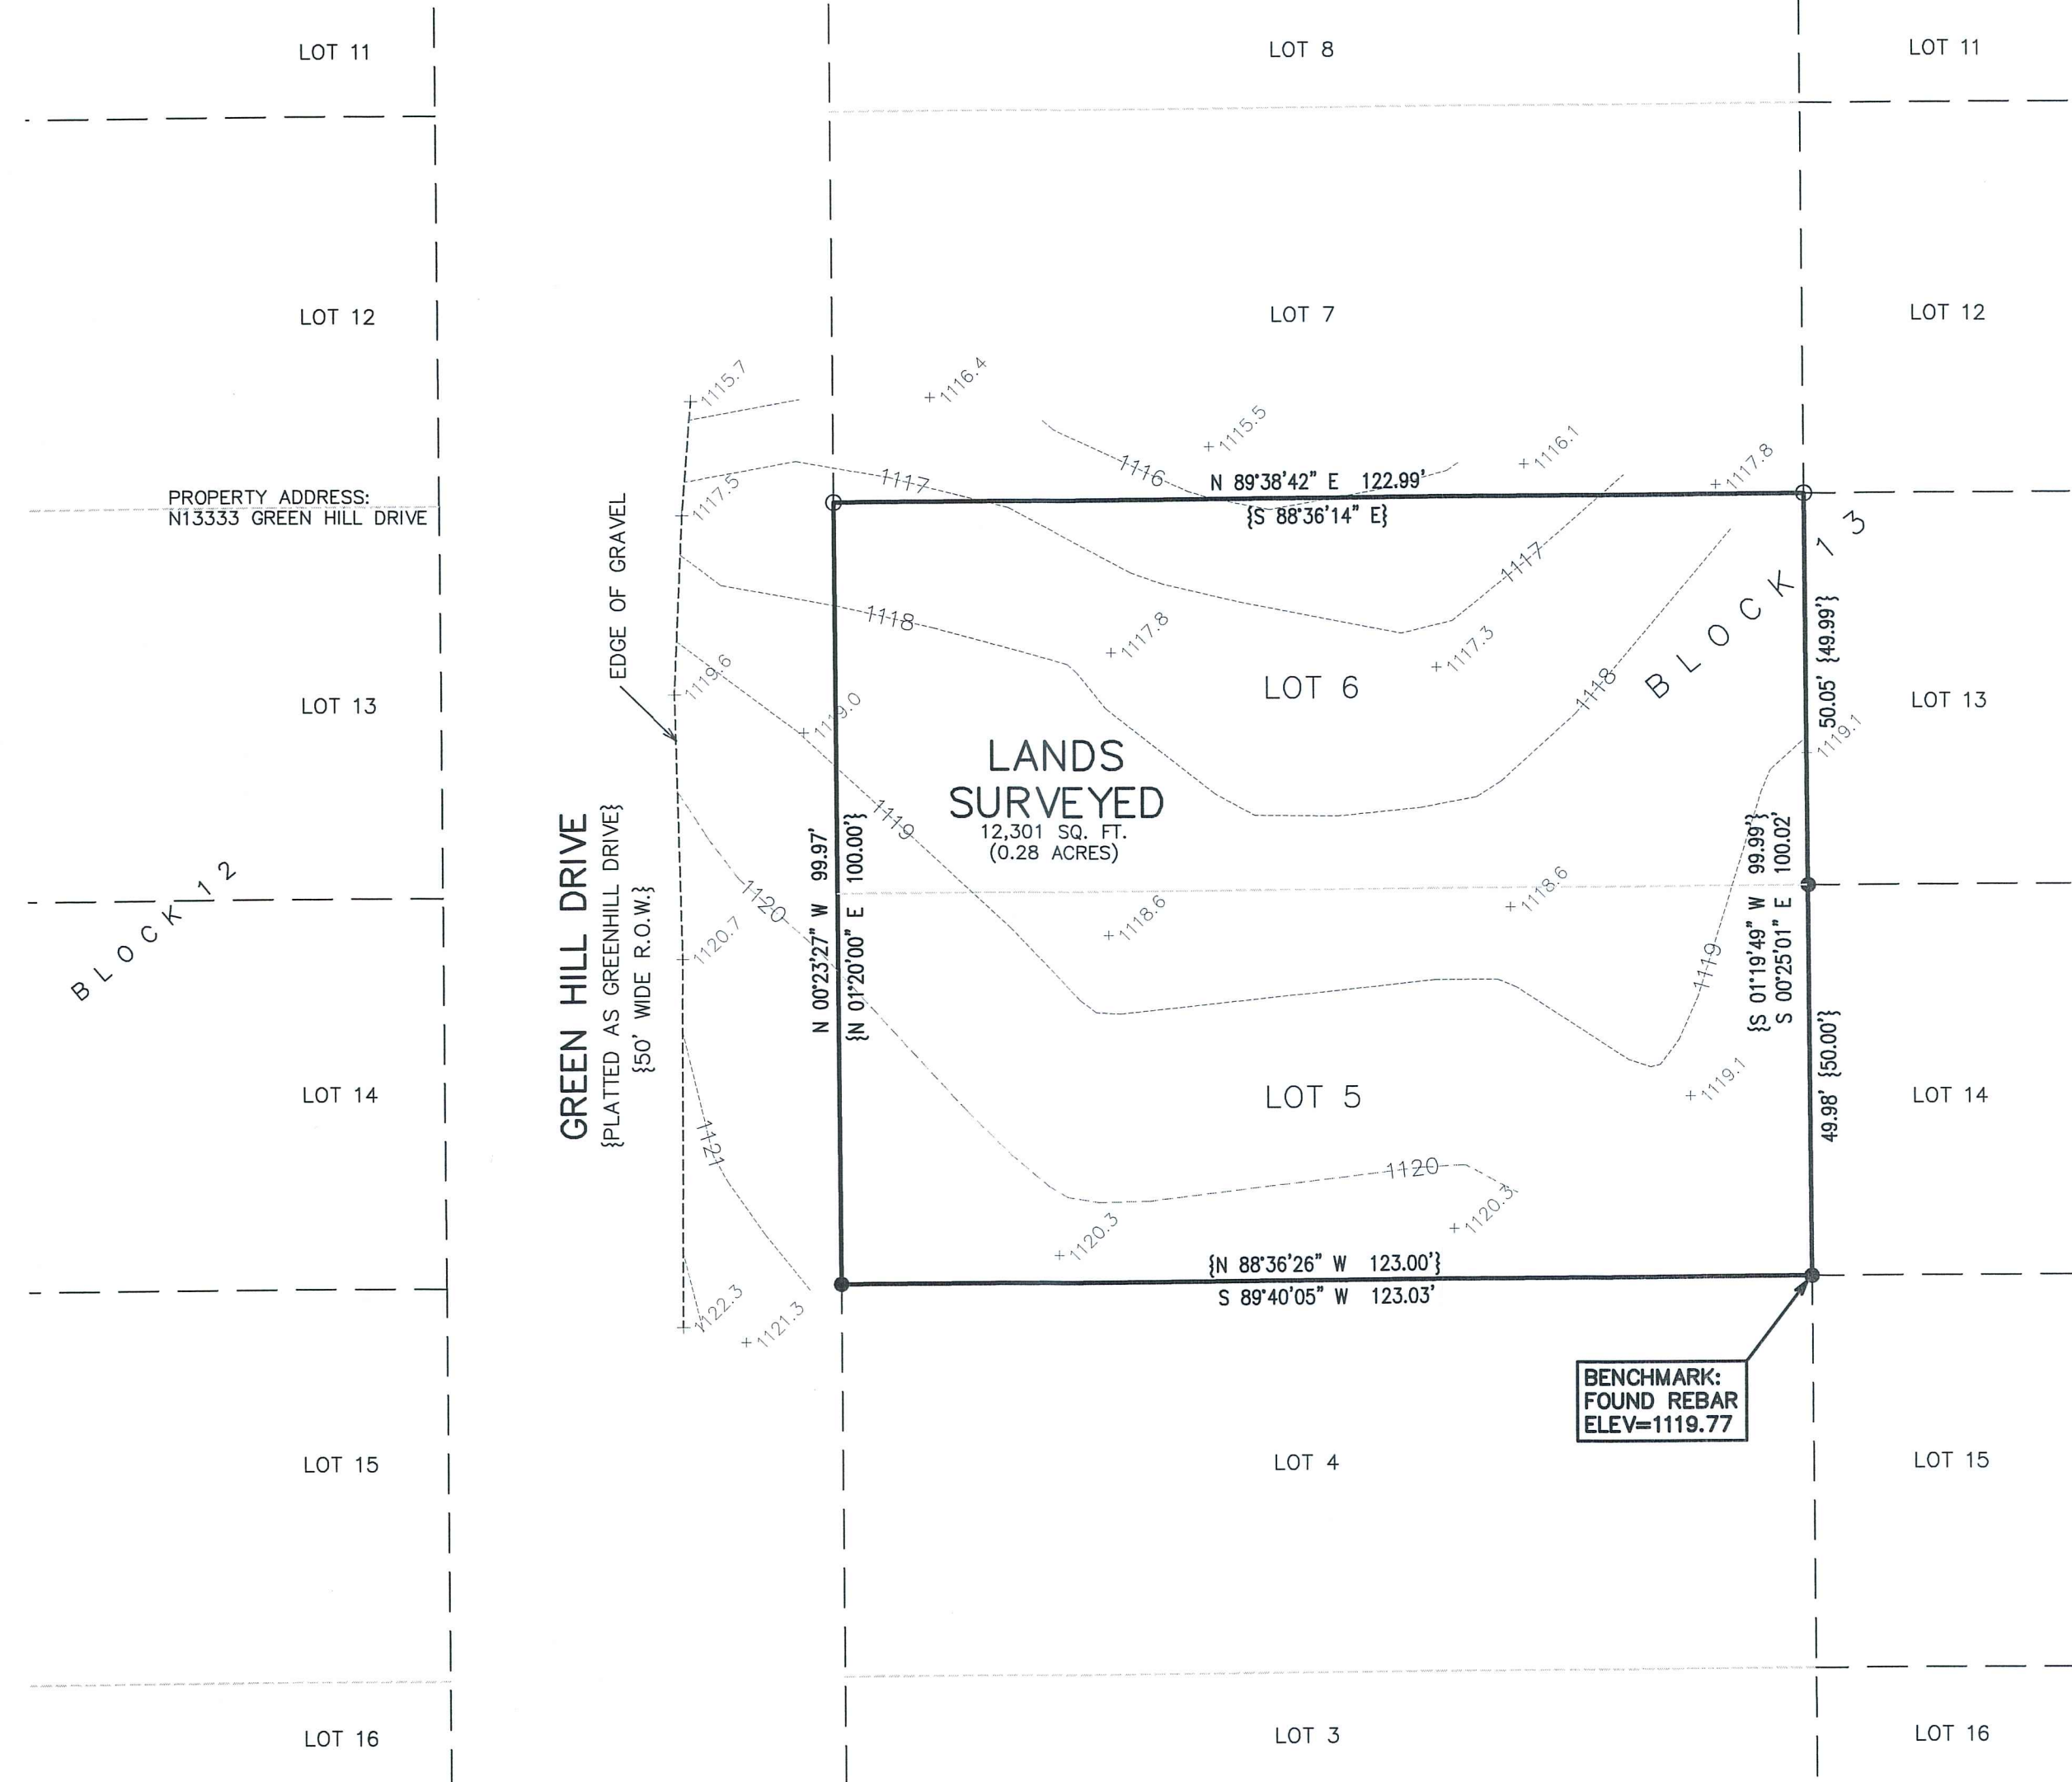 LOT 11
LOT 8
LOT 11
LOT 12
LOT 7
LOT 12
1115.7
1116.4
1115.5
1116.1
1117.8
1116
1117
1117.5
N 89°38'42" E 122.99'
{S 88°36'14" E}
PROPERTY ADDRESS:
N13333 GREEN HILL DRIVE
EDGE OF GRAVEL
BLOCK 13
1117
1118
1117.8
1117.3
1118
50.05' {49.99'}
1119.6
1119.0
LOT 13
LOT 6
LOT 13
1119.1
LANDS
SURVEYED
12,301 SQ. FT.
(0.28 ACRES)
1119
GREEN HILL DRIVE
{PLATTED AS GREENHILL DRIVE}
{50' WIDE R.O.W.}
N 00°23'27" W 99.97'
{N 01°20'00" E 100.00'}
{S 01°19'49" W 99.99'}
S 00°25'01" E 100.02'
BLOCK 12
1120
1120.7
1118.6
1118.6
1119
49.98' {50.00'}
LOT 14
LOT 5
1119.1
LOT 14
1121
1120
1120.3
1120.3
{N 88°36'26" W 123.00'}
S 89°40'05" W 123.03'
1122.3
1121.3
BENCHMARK:
FOUND REBAR
ELEV=1119.77
LOT 15
LOT 4
LOT 15
LOT 16
LOT 3
LOT 16